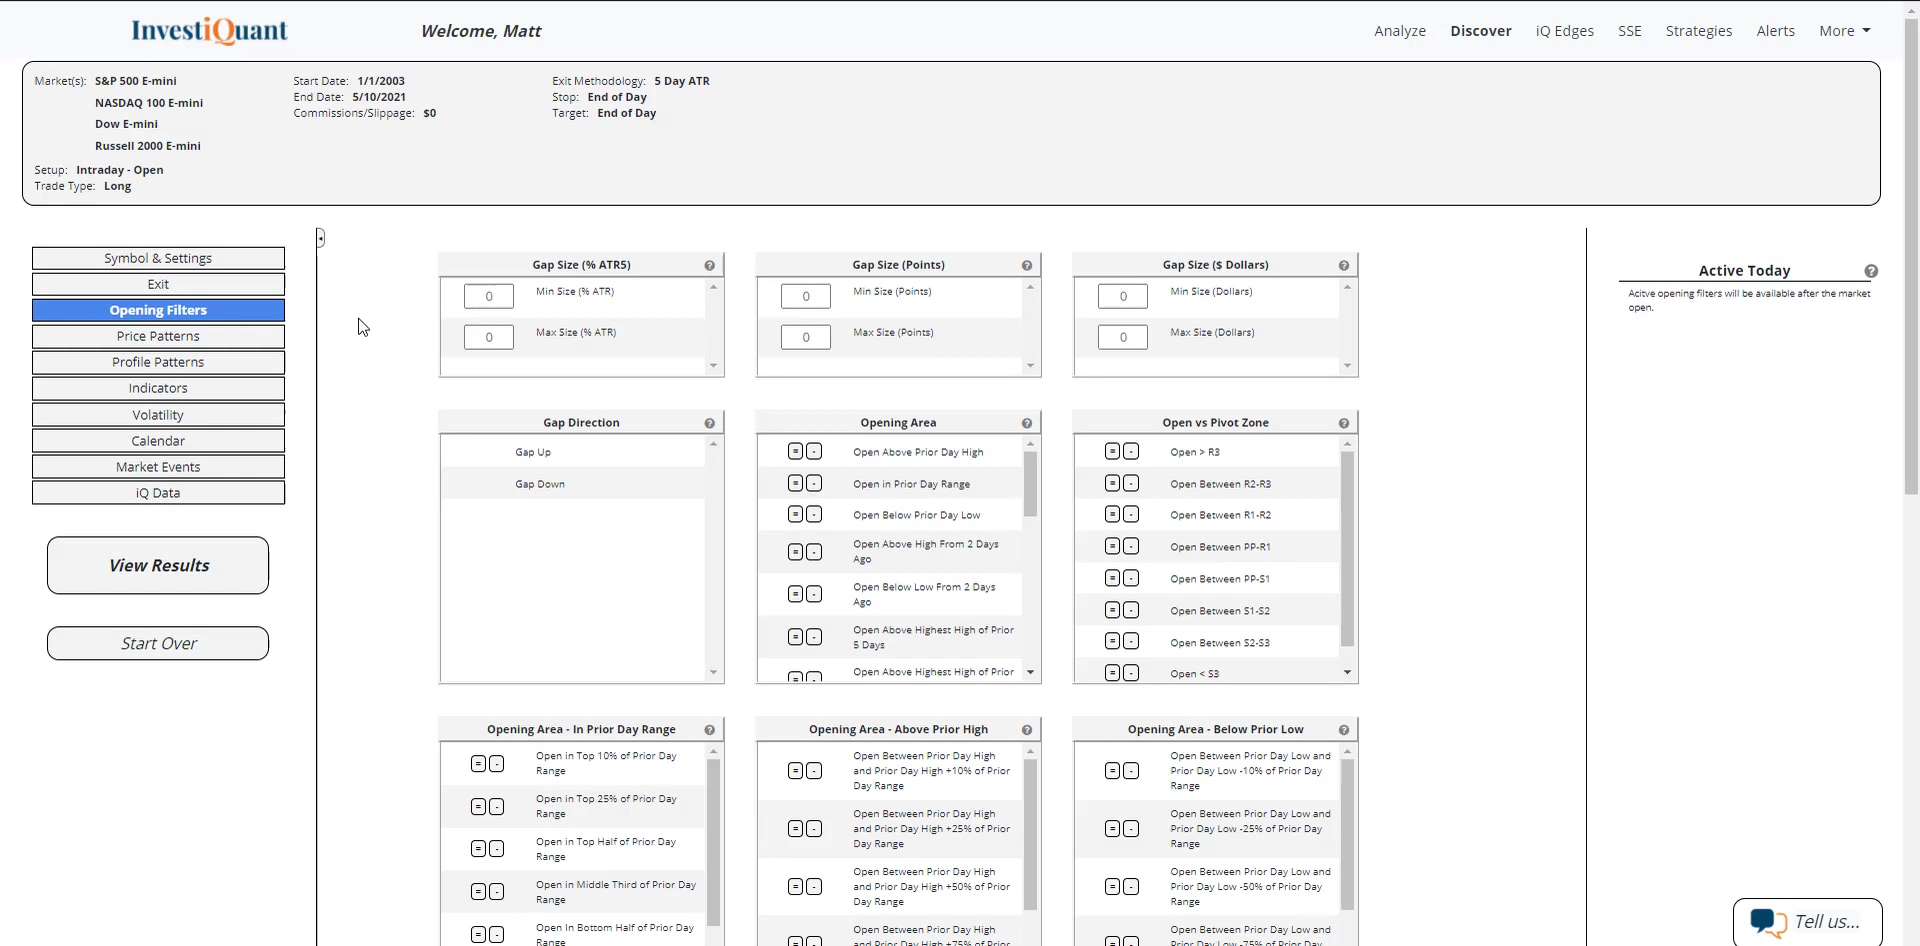 InvestiQuant
Welcome, Matt
Analyze
Discover
iQ Edges
SSE
Strategies
Alerts
More
Market(s): S&P 500 E-mini
NASDAQ 100 E-mini
Dow E-mini
Russell 2000 E-mini
Setup: Intraday - Open
Trade Type: Long
Start Date: 1/1/2003
End Date: 5/10/2021
Commissions/Slippage: $0
Exit Methodology: 5 Day ATR
Stop: End of Day
Target: End of Day
Symbol & Settings
Exit
Opening Filters
Price Patterns
Profile Patterns
Indicators
Volatility
Calendar
Market Events
iQ Data
View Results
Start Over
Gap Size (% ATR5)
0 Min Size (% ATR)
0 Max Size (% ATR)
Gap Size (Points)
0 Min Size (Points)
0 Max Size (Points)
Gap Size ($ Dollars)
0 Min Size (Dollars)
0 Max Size (Dollars)
Gap Direction
Gap Up
Gap Down
Opening Area
= - Open Above Prior Day High
= - Open in Prior Day Range
= - Open Below Prior Day Low
= - Open Above High From 2 Days
Ago
= - Open Below Low From 2 Days
Ago
= - Open Above Highest High of Prior
5 Days
= - Open Above Highest High of Prior
Open vs Pivot Zone
= - Open > R3
= - Open Between R2-R3
= - Open Between R1-R2
= - Open Between PP-R1
= - Open Between PP-S1
= - Open Between S1-S2
= - Open Between S2-S3
= - Open < S3
Opening Area - In Prior Day Range
= - Open in Top 10% of Prior Day
Range
= - Open in Top 25% of Prior Day
Range
= - Open in Top Half of Prior Day
Range
= - Open in Middle Third of Prior Day
Range
= - Open In Bottom Half of Prior Day
Range
Opening Area - Above Prior High
= - Open Between Prior Day High
and Prior Day High +10% of Prior
Day Range
= - Open Between Prior Day High
and Prior Day High +25% of Prior
Day Range
= - Open Between Prior Day High
and Prior Day High +50% of Prior
Day Range
= - Open Between Prior Day High
and Prior Day High +75% of Prior
Opening Area - Below Prior Low
= - Open Between Prior Day Low and
Prior Day Low -10% of Prior Day
Range
= - Open Between Prior Day Low and
Prior Day Low -25% of Prior Day
Range
= - Open Between Prior Day Low and
Prior Day Low -50% of Prior Day
Range
= - Open Between Prior Day Low and
Prior Day Low -75% of Prior Day
Active Today
Acitve opening filters will be available after the market
open.
Tell us...